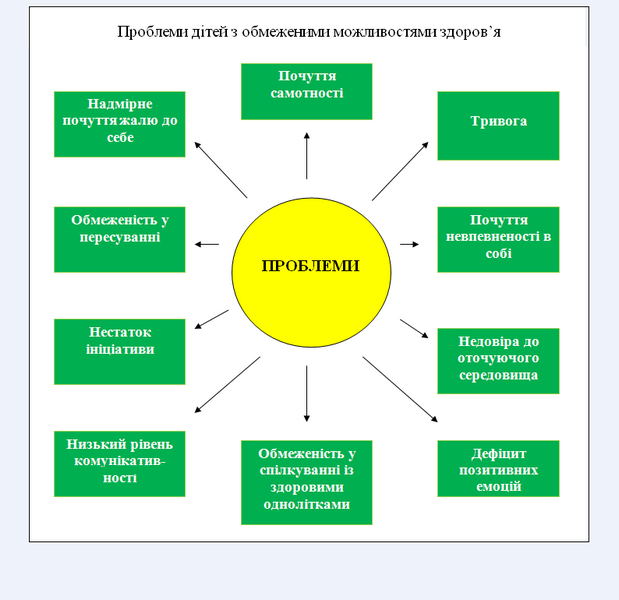 Проблеми дітей з обмеженими можливостями здоров’я
Почуття
самотності
Надмірне
почуття жалю до
себе
Тривога
Обмеженість у
пересуванні
Почуття
невпевненості в
собі
ПРОБЛЕМИ
Нестаток
ініціативи
Недовіра до
оточуючого
середовища
Низький рівень
комунікатив-
ності
Обмеженість у
спілкуванні із
здоровими
однолітками
Дефіцит
позитивних
емоцій